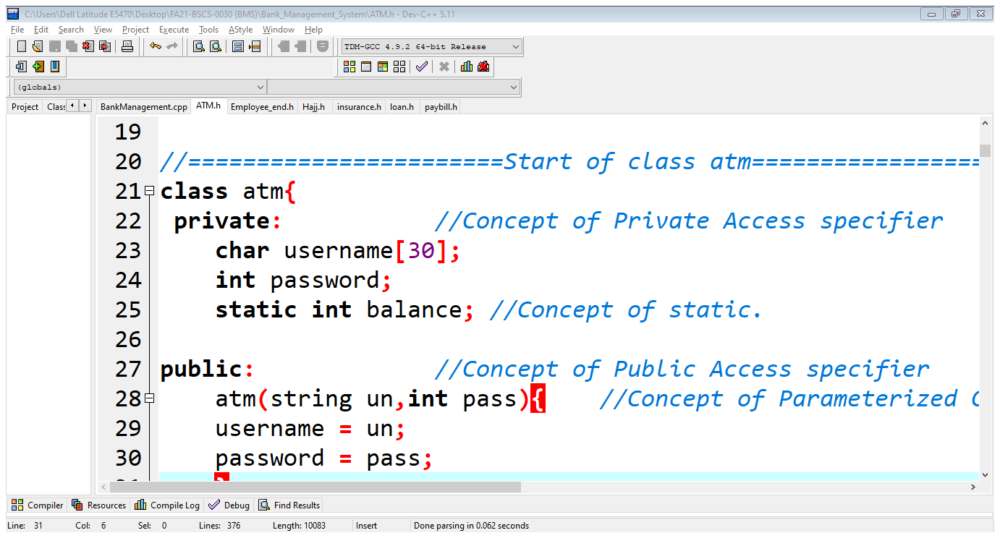 C:\Users\Dell Latitude E5470\Desktop\FA21-BSCS-0030 (BMS)\Bank_Management_System\ATM.h - Dev-C++ 5.11
File Edit Search View Project Execute Tools AStyle Window Help
TDM-GCC 4.9.2 64-bit Release
(globals)
Project Class BankManagement.cpp ATM.h Employee_end.h Hajj.h insurance.h loan.h paybill.h
19
20 //=======================Start of class atm=================
21 class atm{
22 private: //Concept of Private Access specifier
23 char username[30];
24 int password;
25 static int balance; //Concept of static.
26
27 public: //Concept of Public Access specifier
28 atm(string un,int pass){ //Concept of Parameterized C
29 username = un;
30 password = pass;
31 }
Compiler Resources Compile Log Debug Find Results
Line: 31 Col: 6 Sel: 0 Lines: 376 Length: 10083 Insert Done parsing in 0.062 seconds